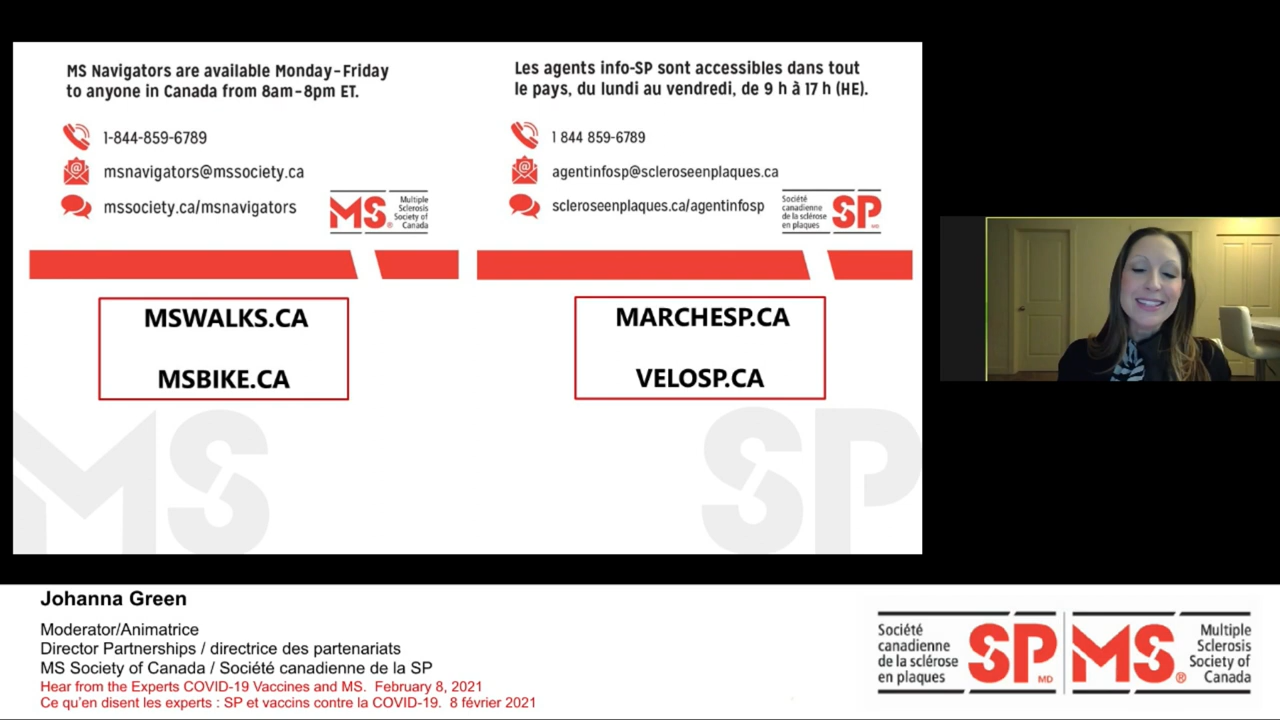 MS Navigators are available Monday–Friday
to anyone in Canada from 8am–8pm ET.
1-844-859-6789
msnavigators@mssociety.ca
mssociety.ca/msnavigators
MS®
Multiple
Sclerosis
Society of
Canada
Les agents info-SP sont accessibles dans tout
le pays, du lundi au vendredi, de 9 h à 17 h (HE).
1 844 859-6789
agentinfosp@scleroseenplaques.ca
scleroseenplaques.ca/agentinfosp
Société
canadienne
de la sclérose
en plaques
SP MD
MSWALKS.CA
MSBIKE.CA
MARCHESP.CA
VELOSP.CA
MS
SP
Johanna Green
Moderator/Animatrice
Director Partnerships / directrice des partenariats
MS Society of Canada / Société canadienne de la SP
Hear from the Experts COVID-19 Vaccines and MS. February 8, 2021
Ce qu'en disent les experts : SP et vaccins contre la COVID-19. 8 février 2021
Société
canadienne
de la sclérose
en plaques
SP MD
MS®
Multiple
Sclerosis
Society of
Canada